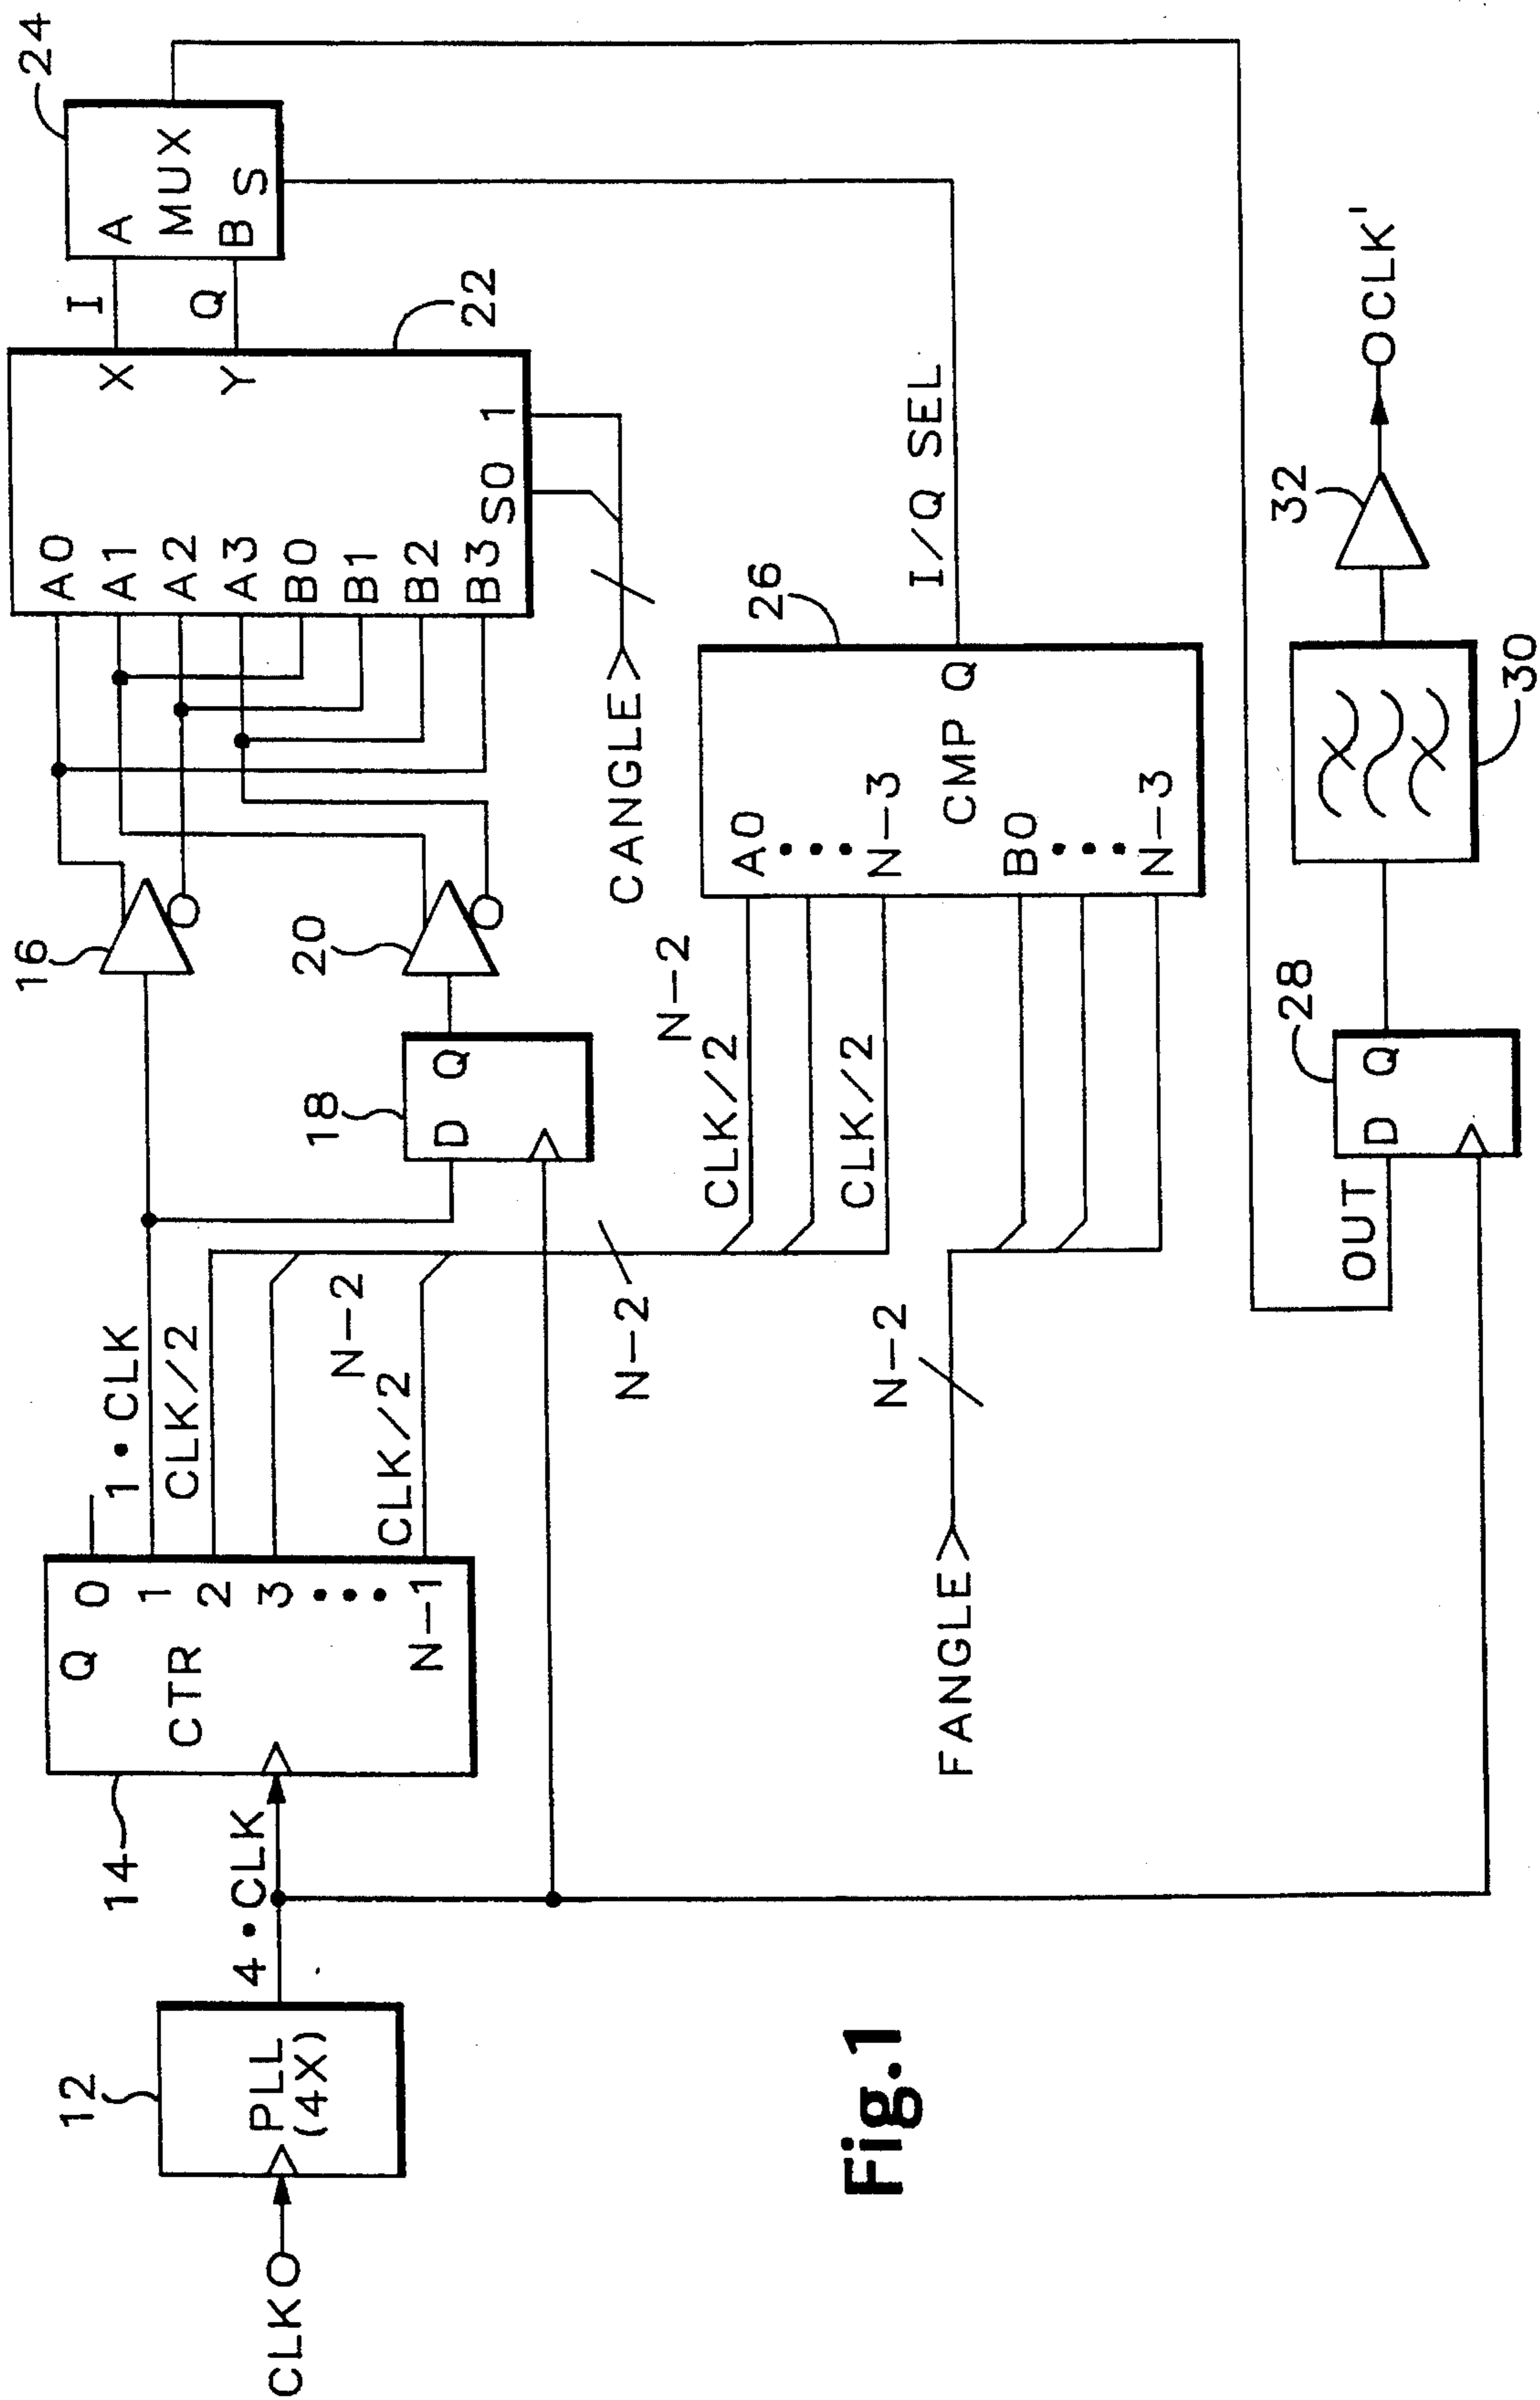 CLK
12
PLL
(4X)
4•CLK
14
Q
CTR
0
1
2
3
N-1
1•CLK
CLK/2
CLK/2
N-2
N-2
16
18
D
Q
20
A0
A1
A2
A3
B0
B1
B2
B3
S0
1
X
Y
22
CANGLE
I
Q
24
A
MUX
B
S
CLK/2
N-2
CLK/2
26
A0
N-3
CMP
Q
B0
N-3
I/Q SEL
FANGLE
N-2
OUT
28
D
Q
30
32
CLK'
Fig.1